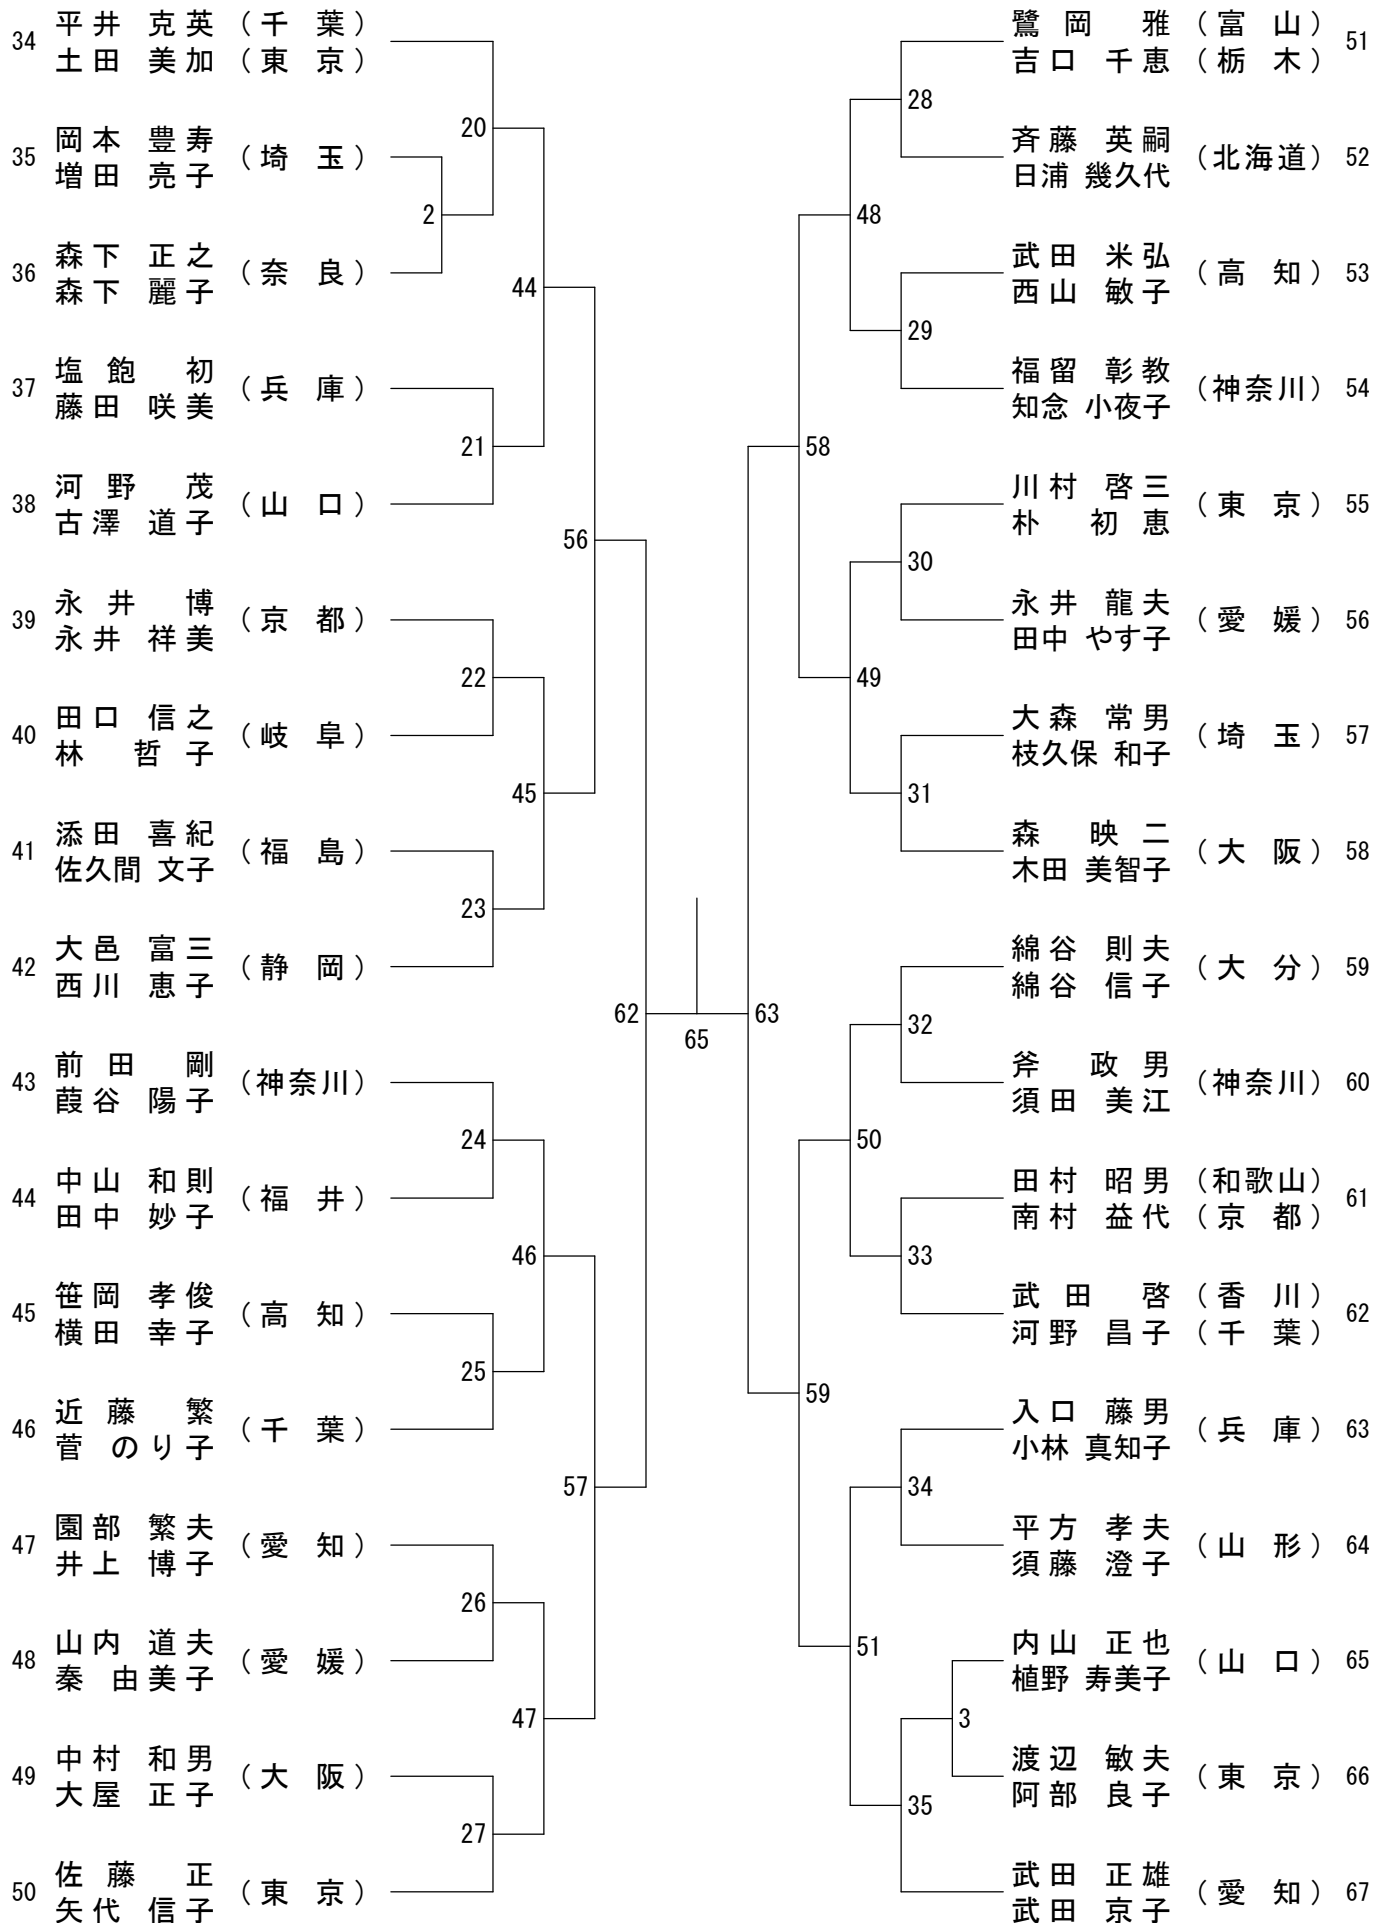 34 平井 克英 (千 葉)
土田 美加 (東 京)
35 岡本 豊寿 (埼 玉)
増田 亮子
36 森下 正之 (奈 良)
森下 麗子
37 塩飽 初 (兵 庫)
藤田 咲美
38 河野 茂 (山 口)
古澤 道子
39 永井 博 (京 都)
永井 祥美
40 田口 信之 (岐 阜)
林 哲子
41 添田 喜紀 (福 島)
佐久間 文子
42 大邑 富三 (静 岡)
西川 恵子
43 前田 剛 (神奈川)
葭谷 陽子
44 中山 和則 (福 井)
田中 妙子
45 笹岡 孝俊 (高 知)
横田 幸子
46 近藤 繁 (千 葉)
菅 のり子
47 園部 繁夫 (愛 知)
井上 博子
48 山内 道夫 (愛 媛)
秦 由美子
49 中村 和男 (大 阪)
大屋 正子
50 佐藤 正 (東 京)
矢代 信子
20
2
44
21
56
22
45
23
62
24
46
25
57
26
47
27
65
63
28
48
29
58
30
49
31
32
50
33
59
34
51
3
35
鷺岡 雅 (富 山) 51
吉口 千恵 (栃 木)
斉藤 英嗣 (北海道) 52
日浦 幾久代
武田 米弘 (高 知) 53
西山 敏子
福留 彰教 (神奈川) 54
知念 小夜子
川村 啓三 (東 京) 55
朴 初恵
永井 龍夫 (愛 媛) 56
田中 やす子
大森 常男 (埼 玉) 57
枝久保 和子
森 映二 (大 阪) 58
木田 美智子
綿谷 則夫 (大 分) 59
綿谷 信子
斧 政男 (神奈川) 60
須田 美江
田村 昭男 (和歌山) 61
南村 益代 (京 都)
武田 啓 (香 川) 62
河野 昌子 (千 葉)
入口 藤男 (兵 庫) 63
小林 真知子
平方 孝夫 (山 形) 64
須藤 澄子
内山 正也 (山 口) 65
植野 寿美子
渡辺 敏夫 (東 京) 66
阿部 良子
武田 正雄 (愛 知) 67
武田 京子